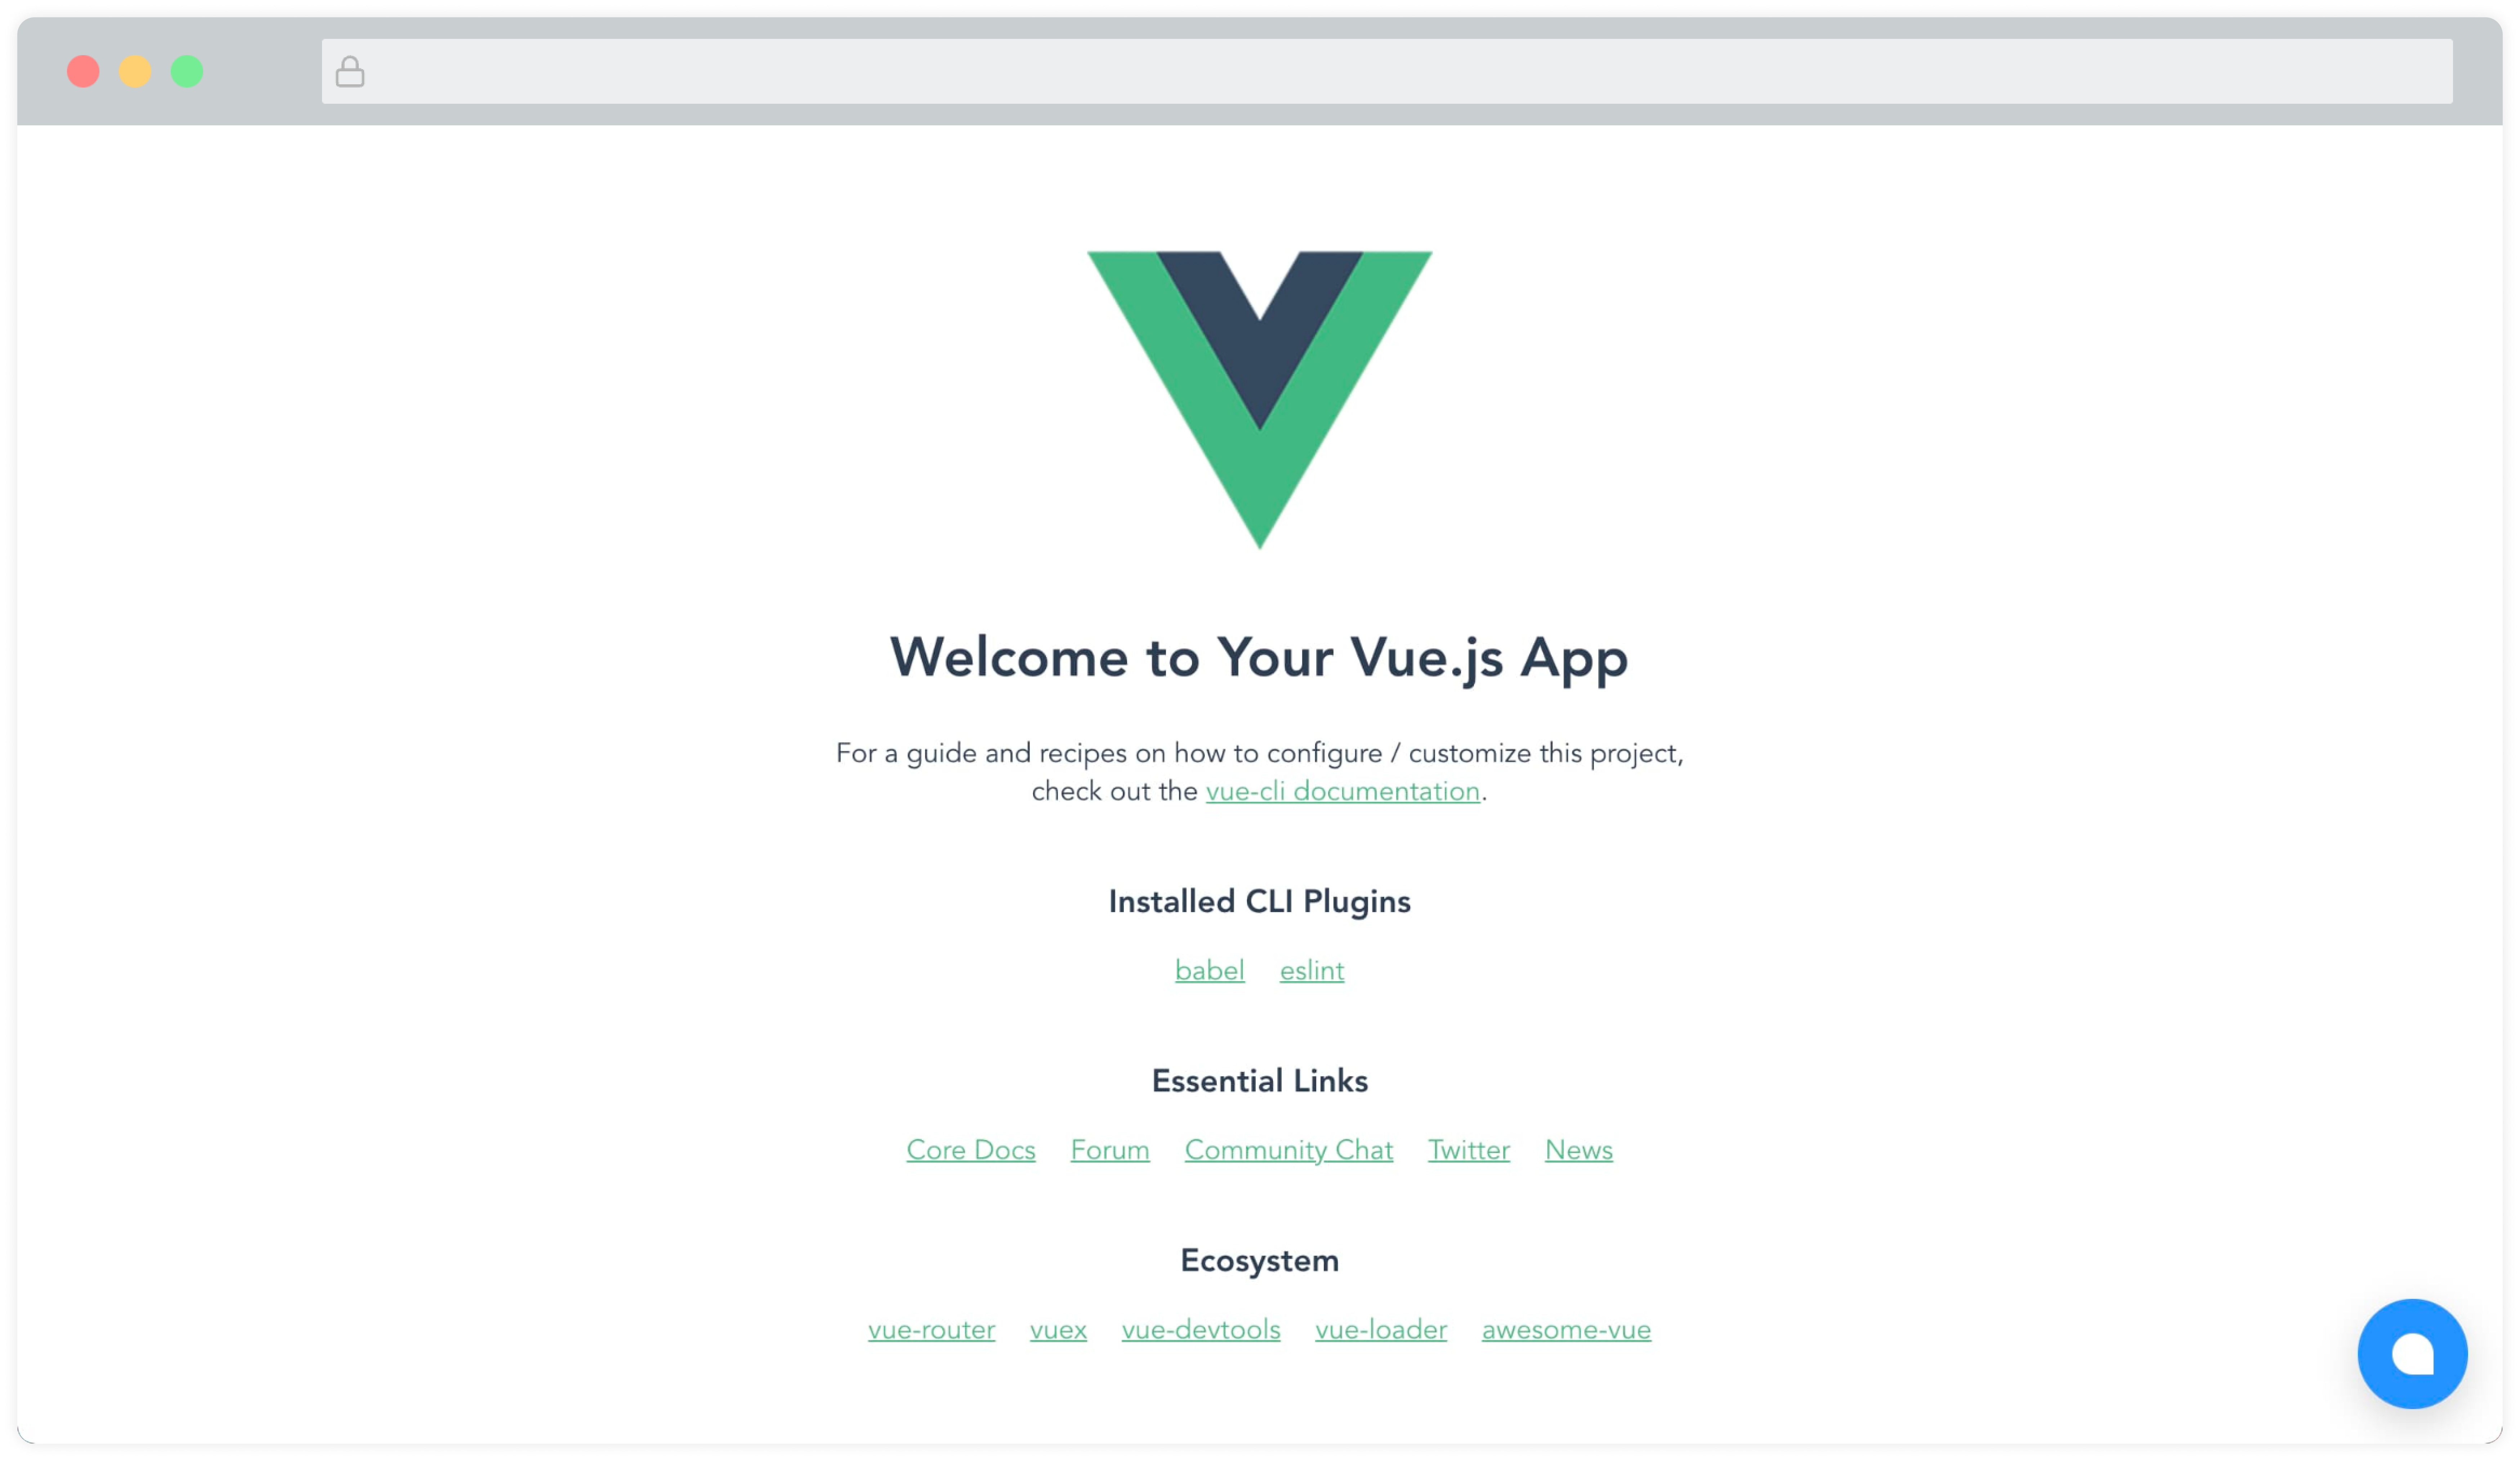 Welcome to Your Vue.js App
For a guide and recipes on how to configure / customize this project,
check out the vue-cli documentation.
Installed CLI Plugins
babel eslint
Essential Links
Core Docs Forum Community Chat Twitter News
Ecosystem
vue-router vuex vue-devtools vue-loader awesome-vue